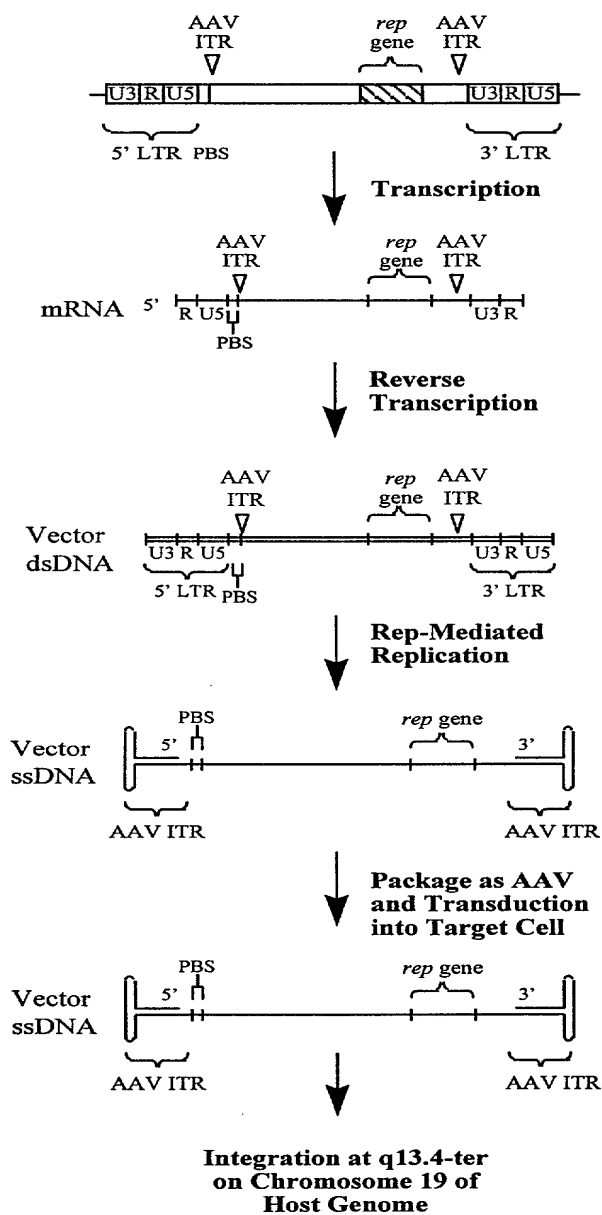 AAV ITR
rep gene
AAV ITR
U3 R U5
U3 R U5
5' LTR PBS
3' LTR
Transcription
AAV ITR
rep gene
AAV ITR
mRNA 5'
R U5
U3 R
PBS
Reverse
Transcription
AAV ITR
rep gene
AAV ITR
Vector
dsDNA
U3 R U5
U3 R U5
5' LTR
PBS
3' LTR
Rep-Mediated
Replication
PBS
rep gene
Vector
ssDNA
5'
3'
AAV ITR
AAV ITR
Package as AAV
and Transduction
into Target Cell
PBS
rep gene
Vector
ssDNA
5'
3'
AAV ITR
AAV ITR
Integration at q13.4-ter
on Chromosome 19 of
Host Genome